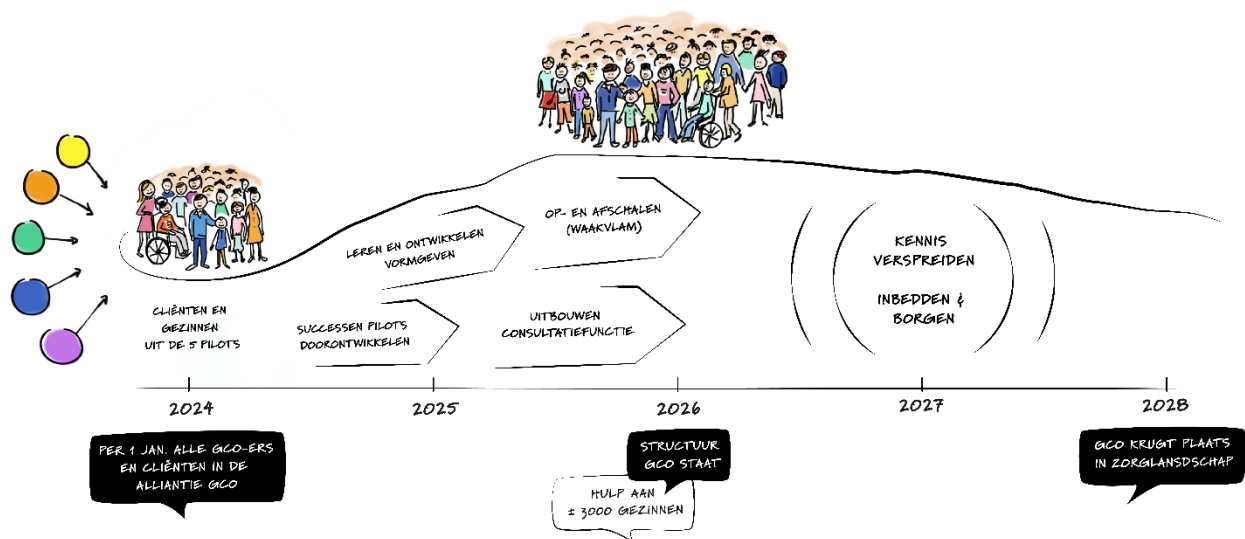 CLIËNTEN EN
GEZINNEN
UIT DE 5 PILOTS
LEREN EN ONTWIKKELEN
VORMGEVEN
SUCCESSEN PILOTS
DOORONTWIKKELEN
OP- EN AFSCHALEN
(WAAKVLAM)
UITBOUWEN
CONSULTATIEFUNCTIE
KENNIS
VERSPREIDEN
INBEDDEN &
BORGEN
2024
2025
2026
2027
2028
PER 1 JAN. ALLE GCO-ERS
EN CLIËNTEN IN DE
ALLIANTIE GCO
STRUCTUUR
GCO STAAT
HULP AAN
± 3000 GEZINNEN
GCO KRIJGT PLAATS
IN ZORGLANSDSCHAP